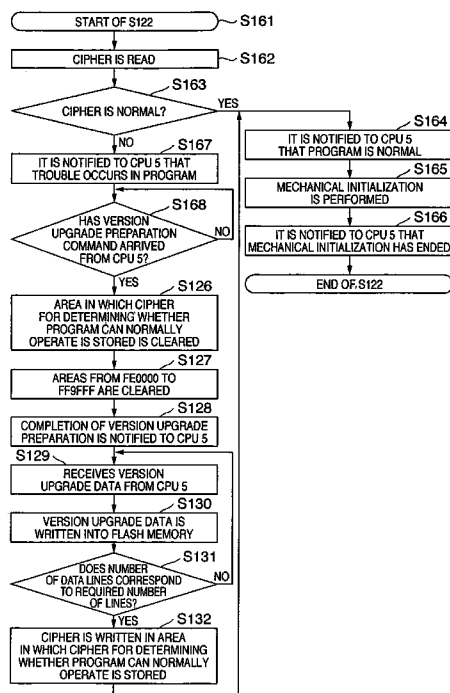 START OF S122
S161
CIPHER IS READ
S162
S163
CIPHER IS NORMAL?
YES
NO
S167
IT IS NOTIFIED TO CPU 5 THAT
TROUBLE OCCURS IN PROGRAM
S168
HAS VERSION
UPGRADE PREPARATION
COMMAND ARRIVED
FROM CPU 5?
NO
YES
S126
AREA IN WHICH CIPHER
FOR DETERMINING WHETHER
PROGRAM CAN NORMALLY
OPERATE IS STORED IS CLEARED
S127
AREAS FROM FE0000 TO
FF9FFF ARE CLEARED
S128
COMPLETION OF VERSION UPGRADE
PREPARATION IS NOTIFIED TO CPU 5
S129
RECEIVES VERSION
UPGRADE DATA FROM CPU 5
S130
VERSION UPGRADE DATA IS
WRITTEN INTO FLASH MEMORY
S131
DOES NUMBER
OF DATA LINES CORRESPOND
TO REQUIRED NUMBER
OF LINES?
NO
YES
S132
CIPHER IS WRITTEN IN AREA
IN WHICH CIPHER FOR DETERMINING
WHETHER PROGRAM CAN NORMALLY
OPERATE IS STORED
S164
IT IS NOTIFIED TO CPU 5
THAT PROGRAM IS NORMAL
S165
MECHANICAL INITIALIZATION
IS PERFORMED
S166
IT IS NOTIFIED TO CPU 5 THAT
MECHANICAL INITIALIZATION HAS ENDED
END OF S122